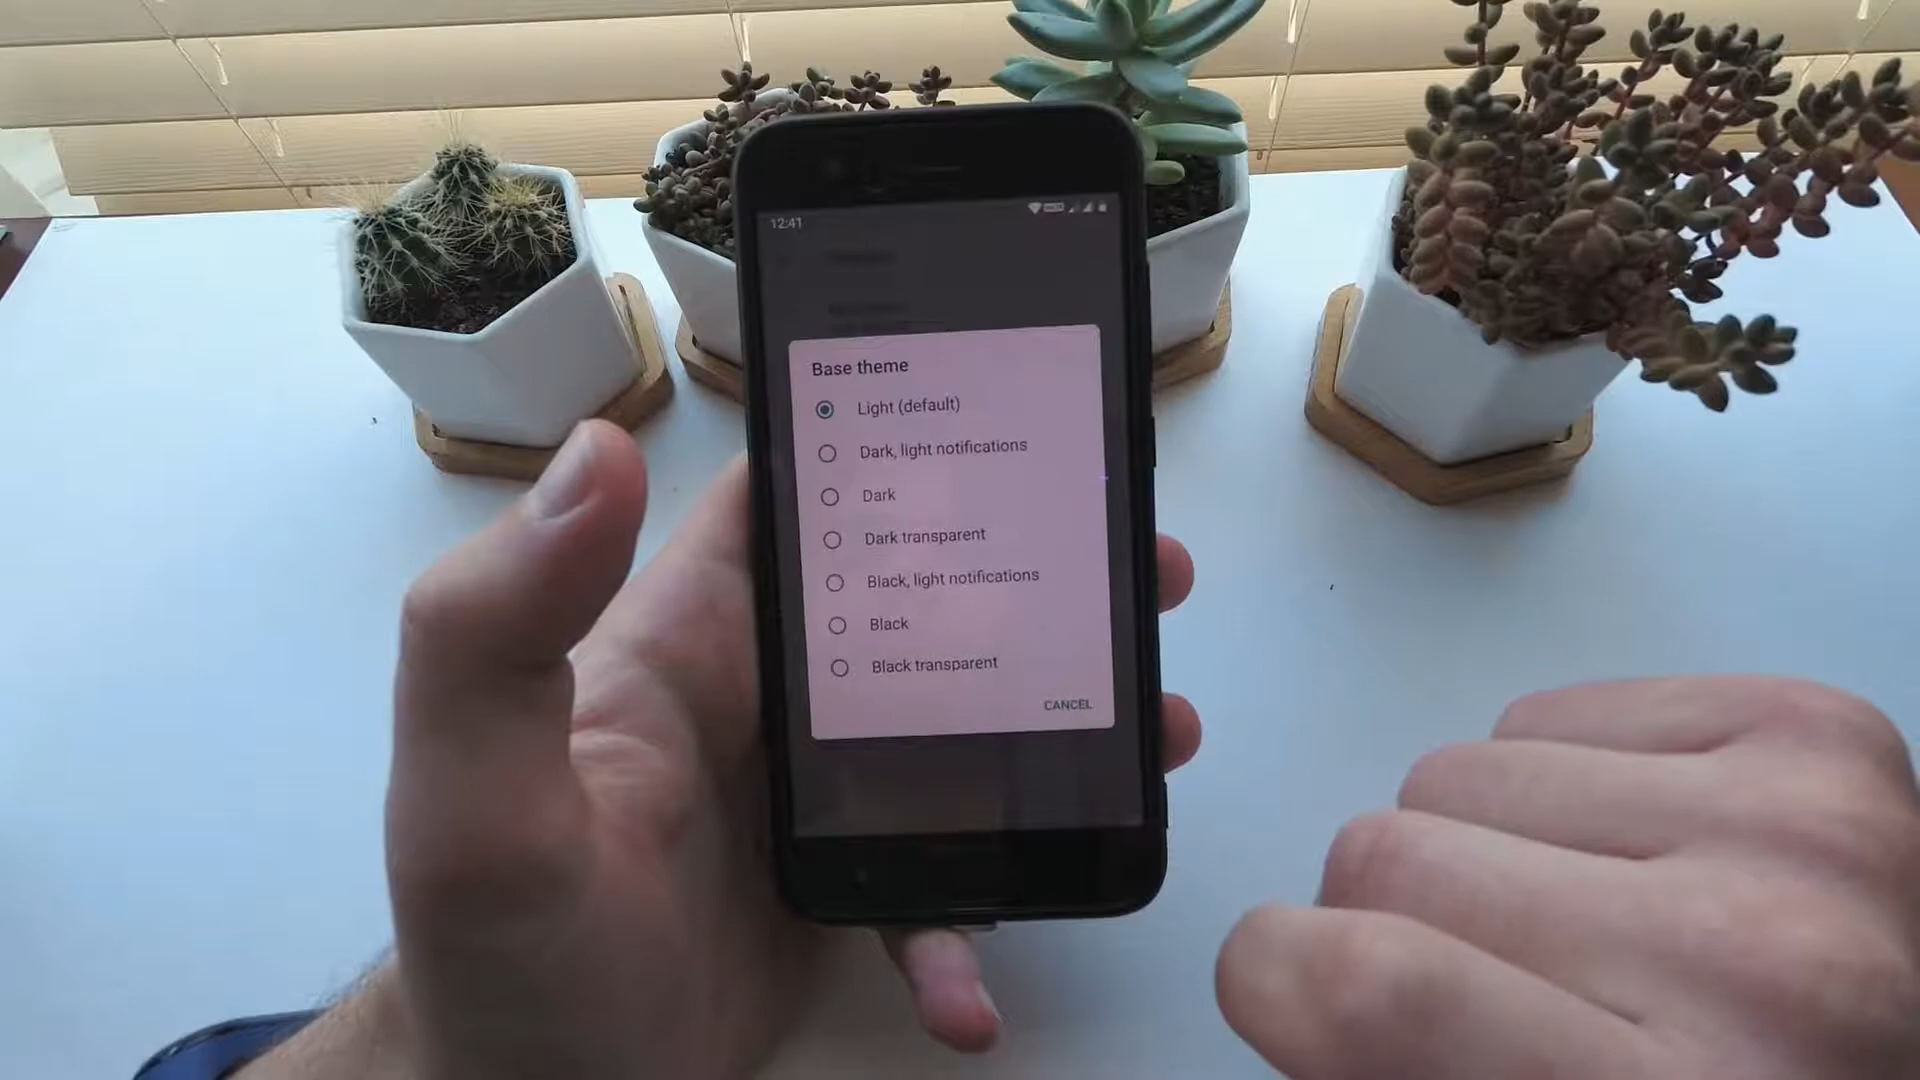 12:41
Base theme
Light (default)
Dark, light notifications
Dark
Dark transparent
Black, light notifications
Black
Black transparent
CANCEL